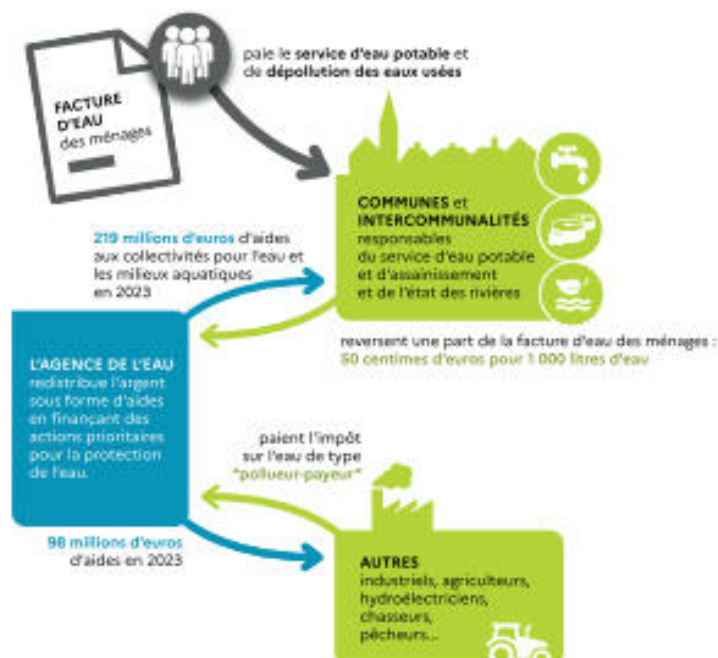 paie le service d'eau potable et
de dépollution des eaux usées
FACTURE
D'EAU
des ménages
COMMUNES et
INTERCOMMUNALITÉS
responsables
du service d'eau potable
et d'assainissement
et de l'état des rivières
219 millions d'euros d'aides
aux collectivités pour l'eau et
les milieux aquatiques
en 2023
reversent une part de la facture d'eau des ménages :
50 centimes d'euros pour 1 000 litres d'eau
L'AGENCE DE L'EAU
redistribue l'argent
sous forme d'aides
en finançant des
actions prioritaires
pour la protection
de l'eau.
paient l'impôt
sur l'eau de type
"pollueur-payeur"
98 millions d'euros
d'aides en 2023
AUTRES
industriels, agriculteurs,
hydroélectriciens,
chasseurs,
pêcheurs...